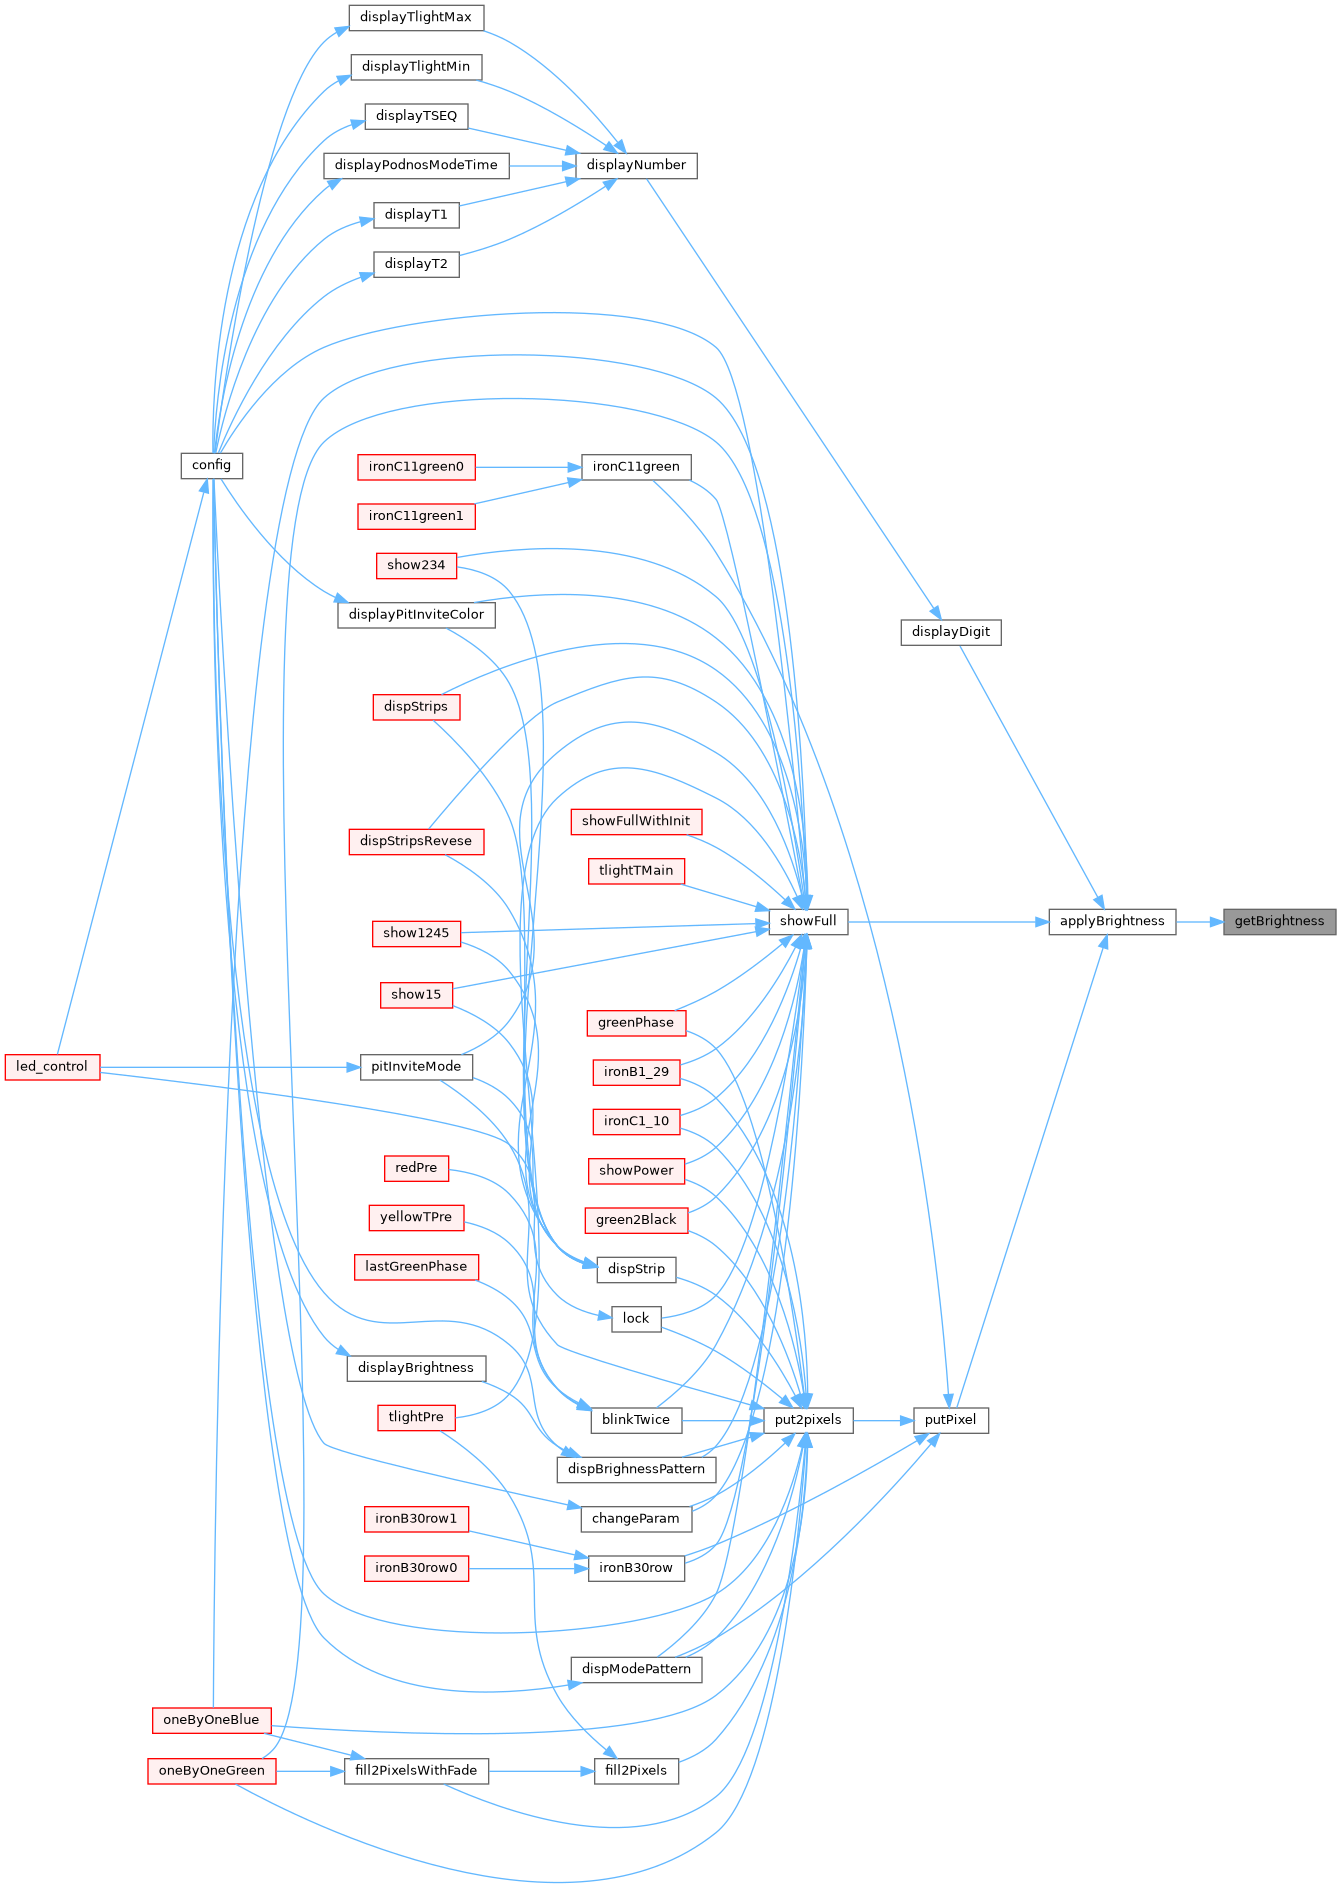 displayTlightMax
displayTlightMin
displayTSEQ
displayPodnosModeTime
displayNumber
displayT1
displayT2
config
ironC11green0
ironC11green
ironC11green1
show234
displayPitInviteColor
displayDigit
dispStrips
showFullWithInit
dispStripsRevese
tlightTMain
show1245
showFull
applyBrightness
getBrightness
show15
greenPhase
led_control
pitInviteMode
ironB1_29
ironC1_10
redPre
showPower
yellowTPre
green2Black
lastGreenPhase
dispStrip
lock
displayBrightness
tlightPre
blinkTwice
put2pixels
putPixel
dispBrighnessPattern
ironB30row1
changeParam
ironB30row0
ironB30row
dispModePattern
oneByOneBlue
oneByOneGreen
fill2PixelsWithFade
fill2Pixels